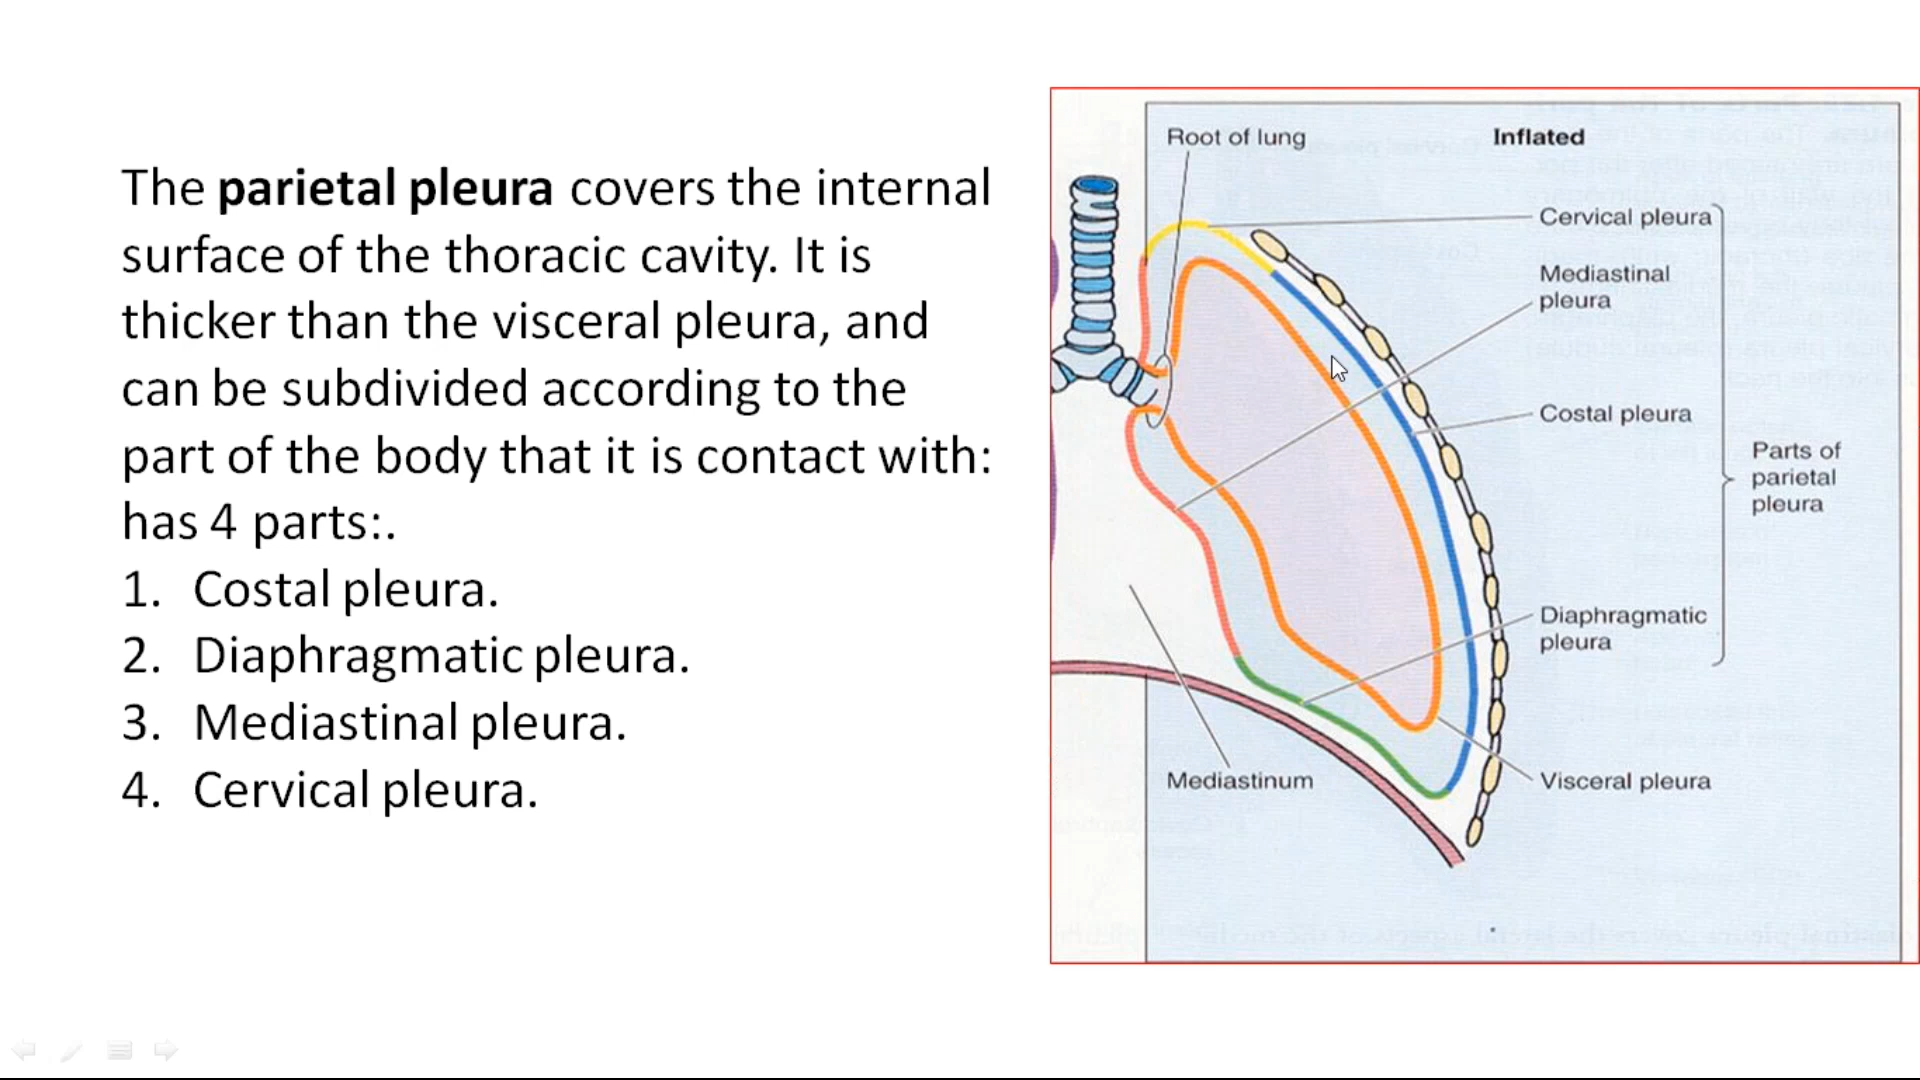 The parietal pleura covers the internal
surface of the thoracic cavity. It is
thicker than the visceral pleura, and
can be subdivided according to the
part of the body that it is contact with:
has 4 parts:.
1. Costal pleura.
2. Diaphragmatic pleura.
3. Mediastinal pleura.
4. Cervical pleura.
Root of lung
Inflated
Cervical pleura
Mediastinal
pleura
Costal pleura
Parts of
parietal
pleura
Diaphragmatic
pleura
Mediastinum
Visceral pleura